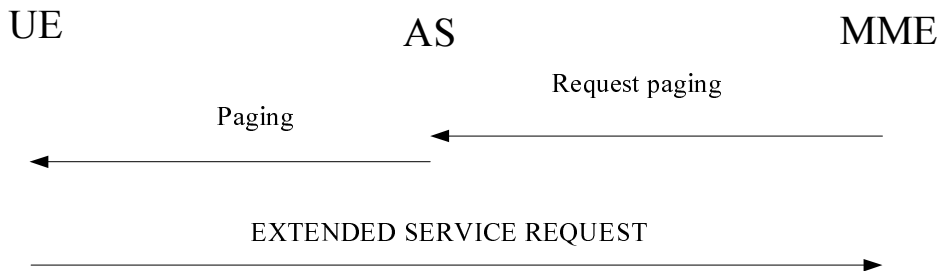 UE
AS
MME
Request paging
Paging
EXTENDED SERVICE REQUEST